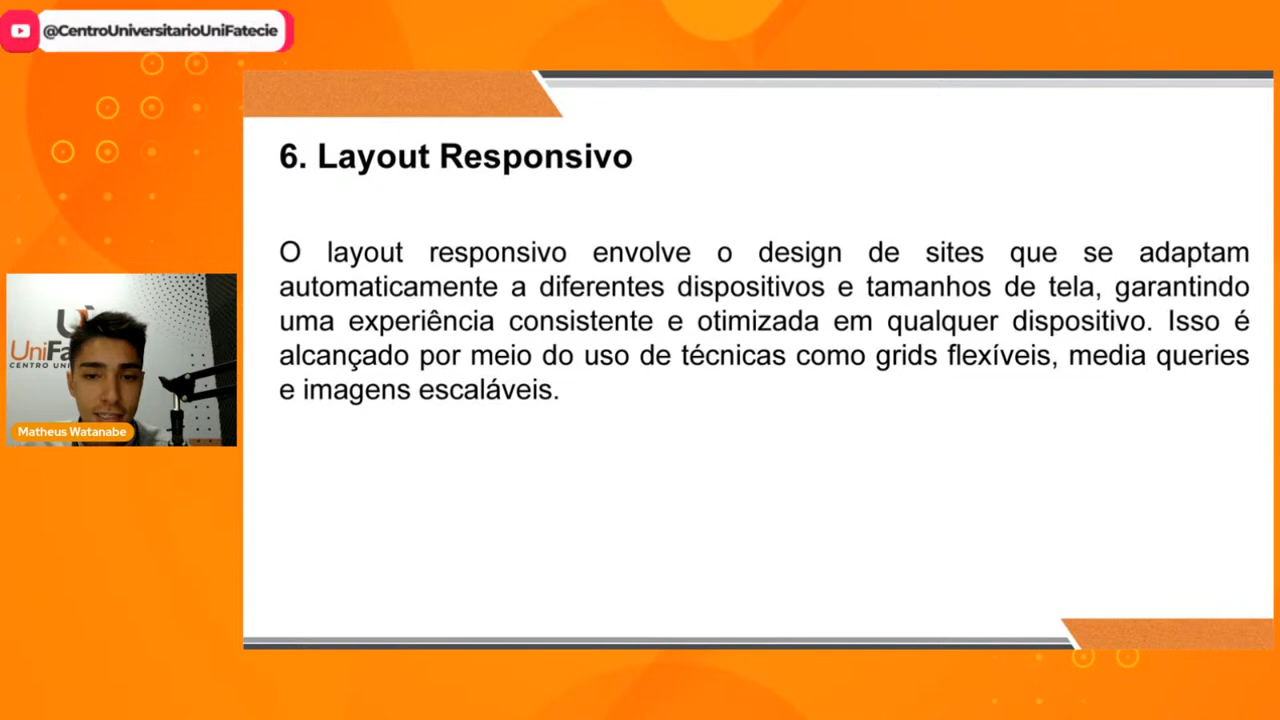 @CentroUniversitarioUniFatecie
6. Layout Responsivo
O layout responsivo envolve o design de sites que se adaptam
automaticamente a diferentes dispositivos e tamanhos de tela, garantindo
uma experiência consistente e otimizada em qualquer dispositivo. Isso é
alcançado por meio do uso de técnicas como grids flexíveis, media queries
e imagens escaláveis.
Matheus Watanabe